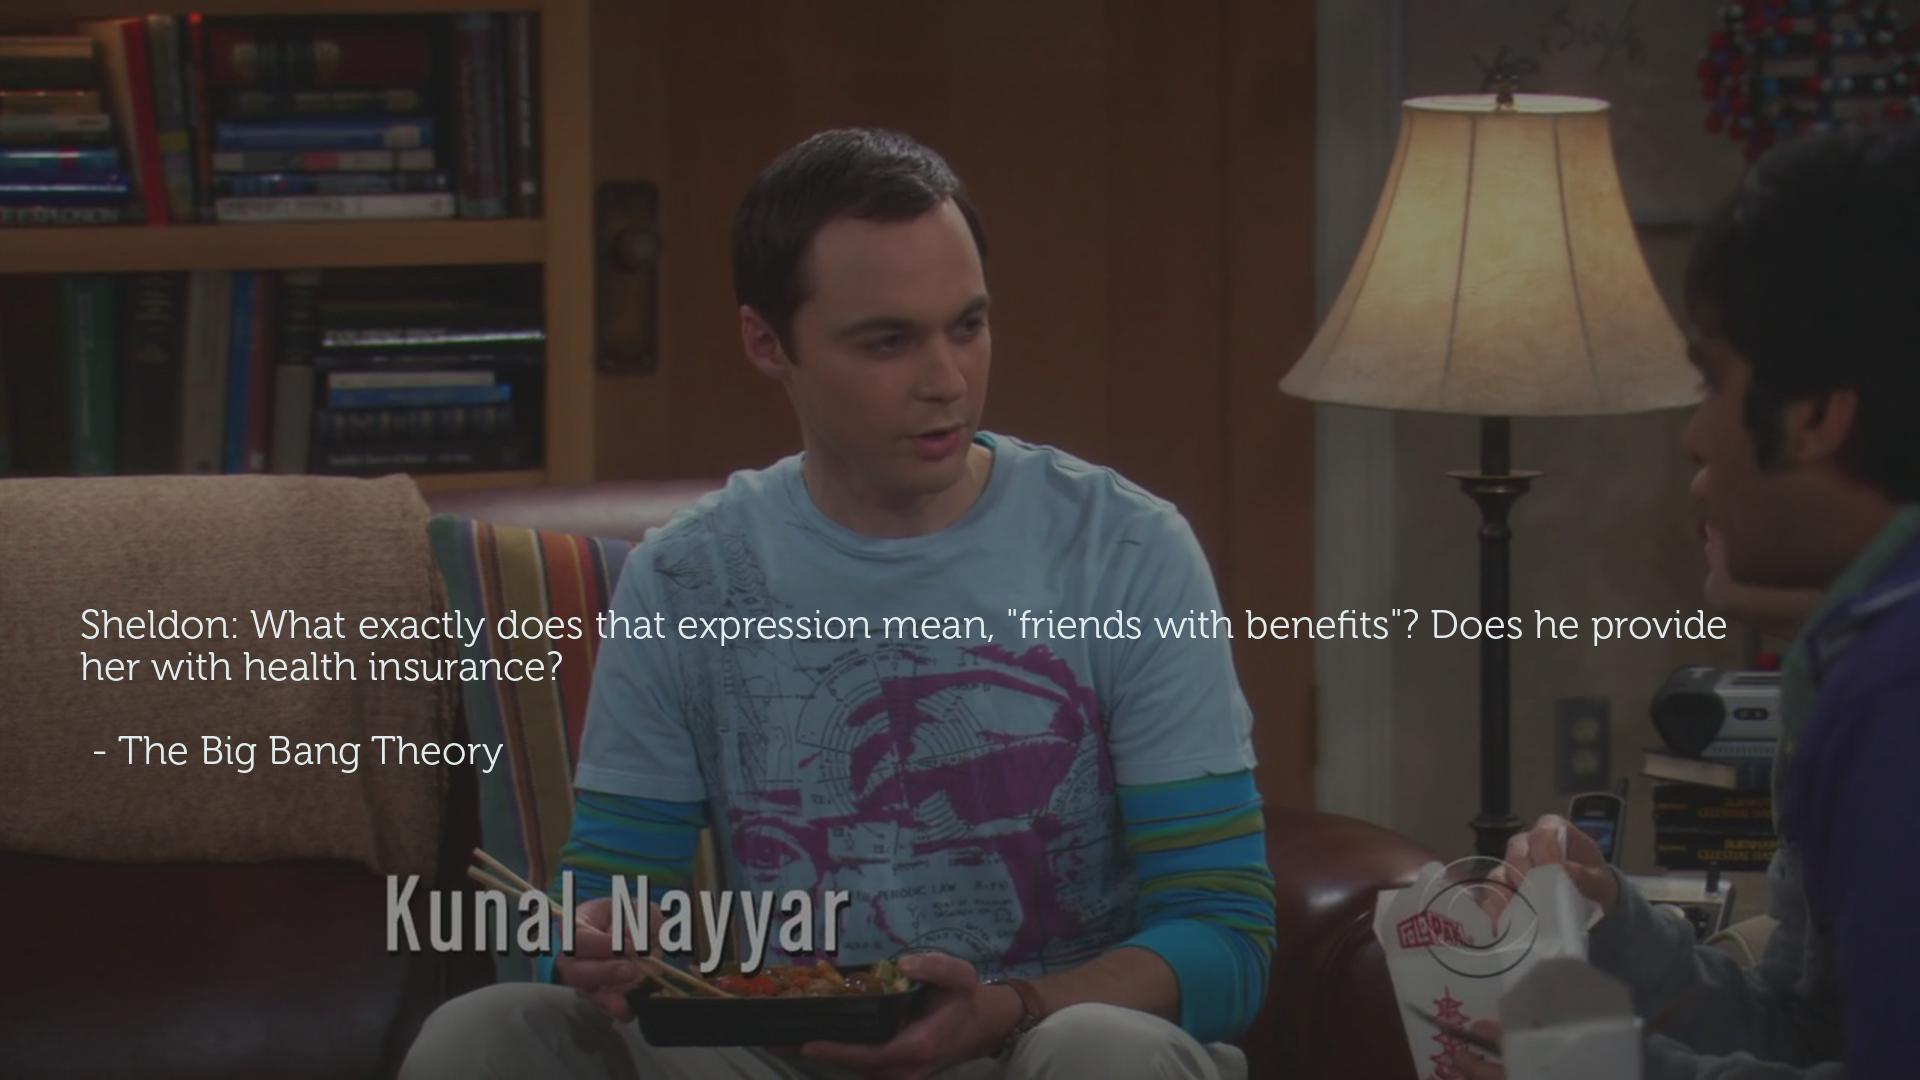 Sheldon: What exactly does that expression mean, "friends with benefits"? Does he provide
her with health insurance?
- The Big Bang Theory
Kunal Nayyar